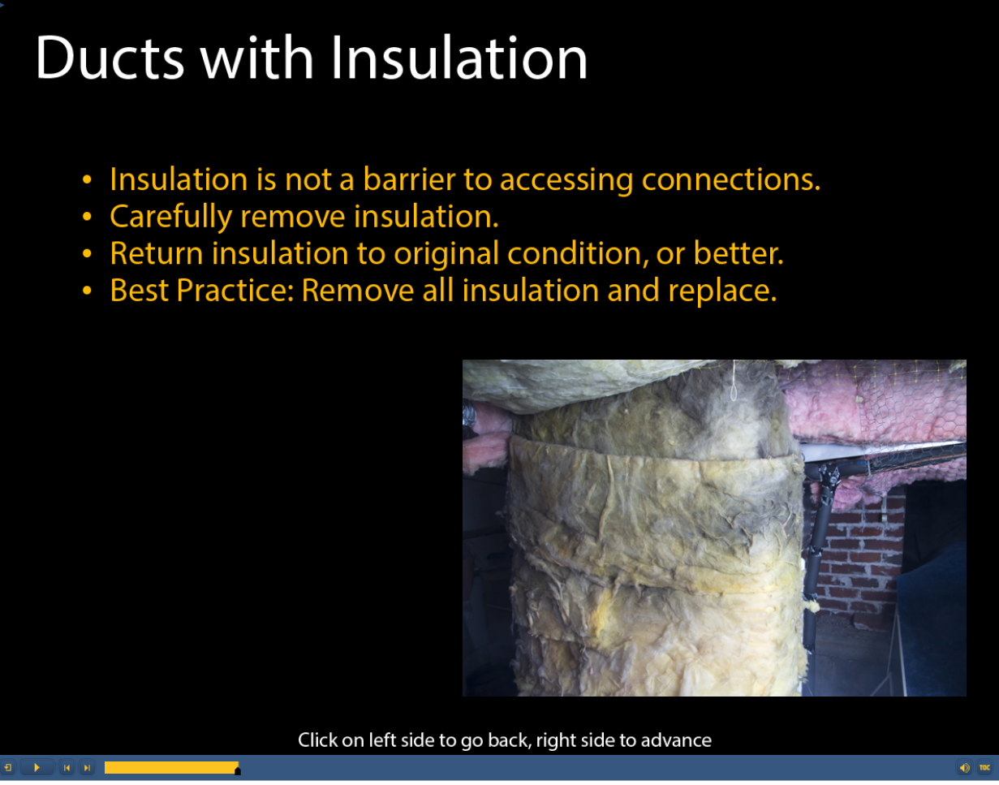 Ducts with Insulation
• Insulation is not a barrier to accessing connections.
• Carefully remove insulation.
• Return insulation to original condition, or better.
• Best Practice: Remove all insulation and replace.
Click on left side to go back, right side to advance
TOC